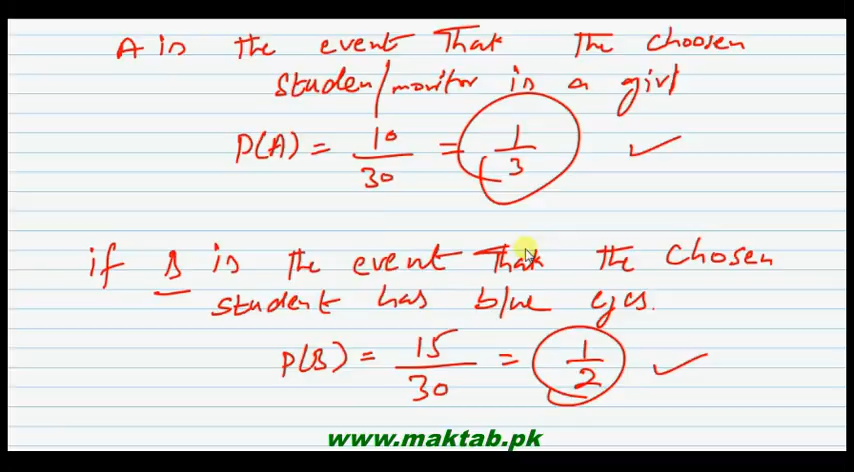 A is the event That the choosen
studen/monitor is a girl
P(A) = 10/30 = 1/3
if B is the event That the chosen
student has blue eyes.
P(B) = 15/30 = 1/2
www.maktab.pk